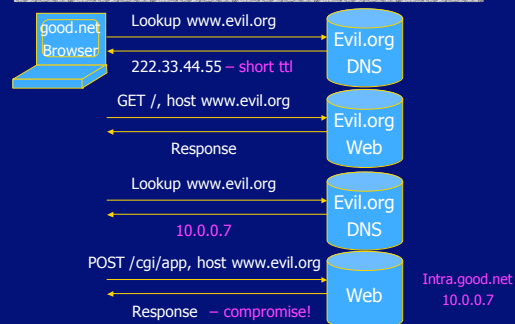 good.net
Browser
Lookup www.evil.org
222.33.44.55 – short ttl
Evil.org
DNS
GET /, host www.evil.org
Response
Evil.org
Web
Lookup www.evil.org
10.0.0.7
Evil.org
DNS
POST /cgi/app, host www.evil.org
Response – compromise!
Web
Intra.good.net
10.0.0.7